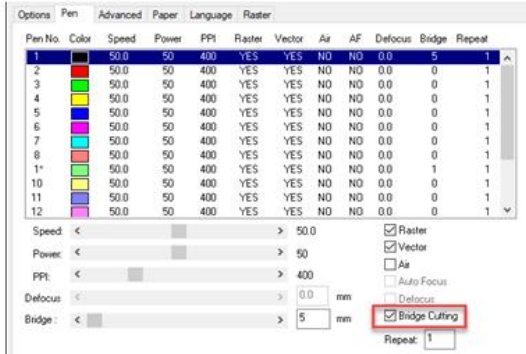 Options Pen Advanced Paper Language Raster
Pen No. Color Speed Power PPI Raster Vector Air AF Defocus Bridge Repeat
1 50.0 50 400 YES YES NO NO 0.0 5 1
2 50.0 50 400 YES YES NO NO 0.0 0 1
3 50.0 50 400 YES YES NO NO 0.0 0 1
4 50.0 50 400 YES YES NO NO 0.0 0 1
5 50.0 50 400 YES YES NO NO 0.0 0 1
6 50.0 50 400 YES YES NO NO 0.0 0 1
7 50.0 50 400 YES YES NO NO 0.0 0 1
8 50.0 50 400 YES YES NO NO 0.0 0 1
1* 50.0 50 400 YES YES NO NO 0.0 1 1
10 50.0 50 400 YES YES NO NO 0.0 0 1
11 50.0 50 400 YES YES NO NO 0.0 0 1
12 50.0 50 400 YES YES NO NO 0.0 0 1
Speed: 50.0 Raster
Vector
Power: 50
Air
PPI: 400
Auto Focus
Defocus 0.0 mm Defocus
Bridge : 5 mm Bridge Cutting
Repeat: 1